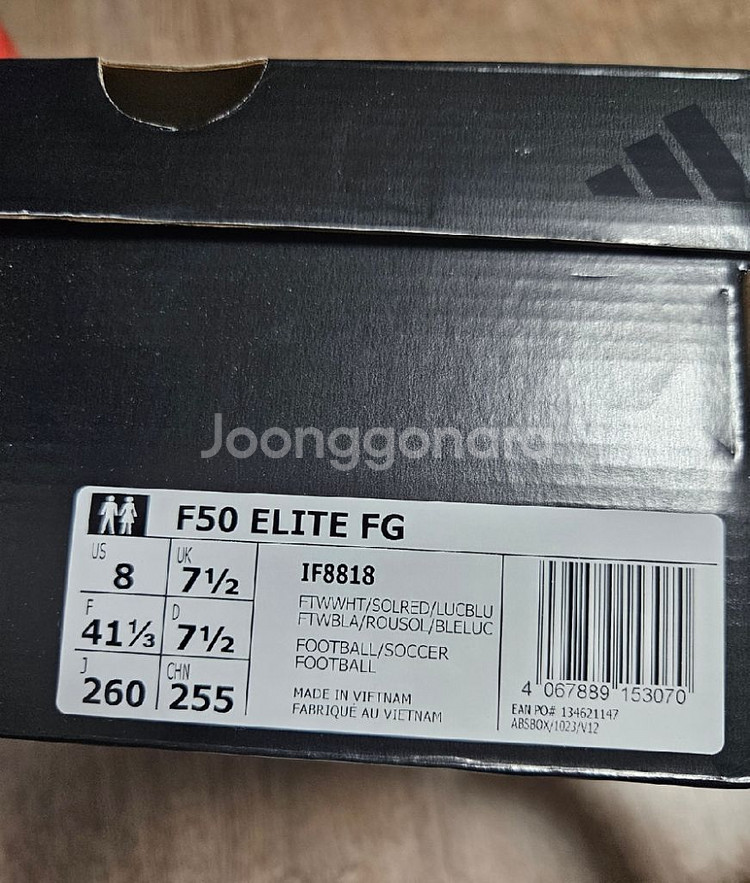 Joonggonara
F50 ELITE FG
US
8
UK
7½
F
41⅓
D
7½
J
260
CHN
255
IF8818
FTWWHT/SOLRED/LUCBLU
FTWBLA/ROUSOL/BLELUC
FOOTBALL/SOCCER
FOOTBALL
MADE IN VIETNAM
FABRIQUÉ AU VIETNAM
4 067889 153070
EAN PO# 134621147
ABSBOX/1023/V12